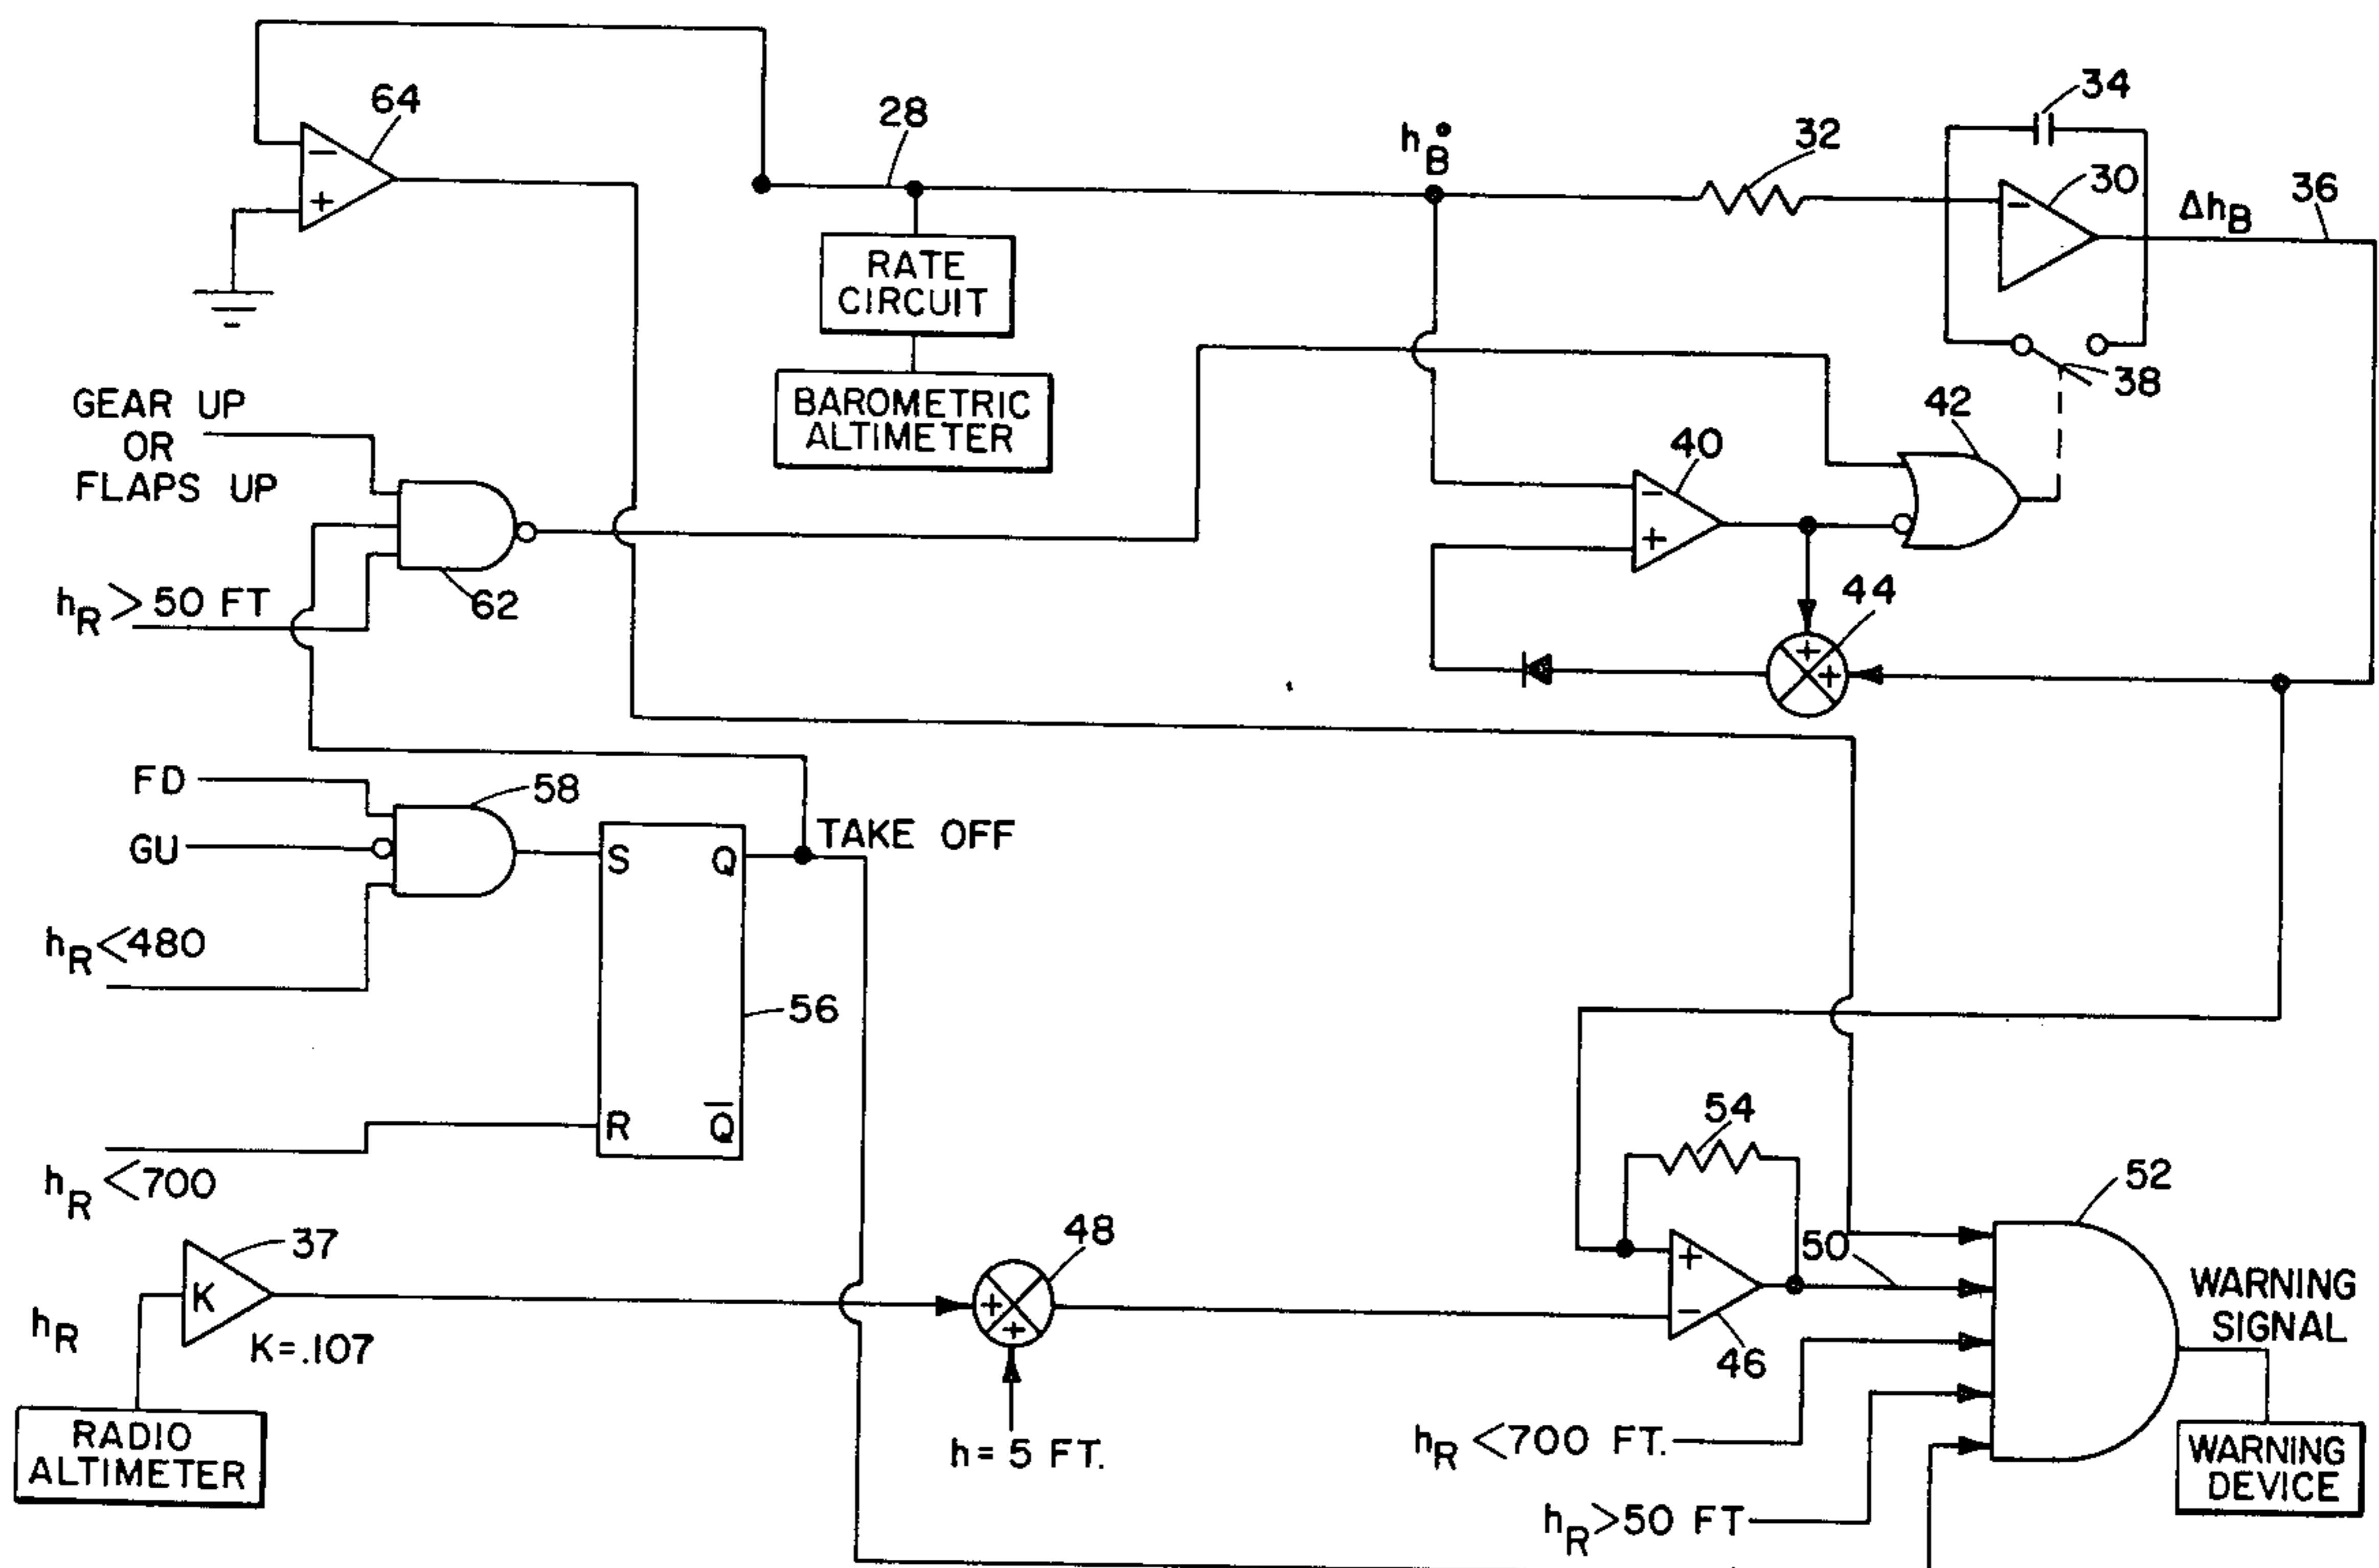 64
28
h°B
32
34
30
ΔhB
36
RATE
CIRCUIT
BAROMETRIC
ALTIMETER
38
42
40
44
GEAR UP
OR
FLAPS UP
hR > 50 FT
62
FD
GU
58
hR < 480
TAKE OFF
S
Q
56
R
Q̅
hR < 700
37
K
hR
K = .107
RADIO
ALTIMETER
48
h = 5 FT.
54
50
46
52
hR < 700 FT.
hR > 50 FT
WARNING
SIGNAL
WARNING
DEVICE